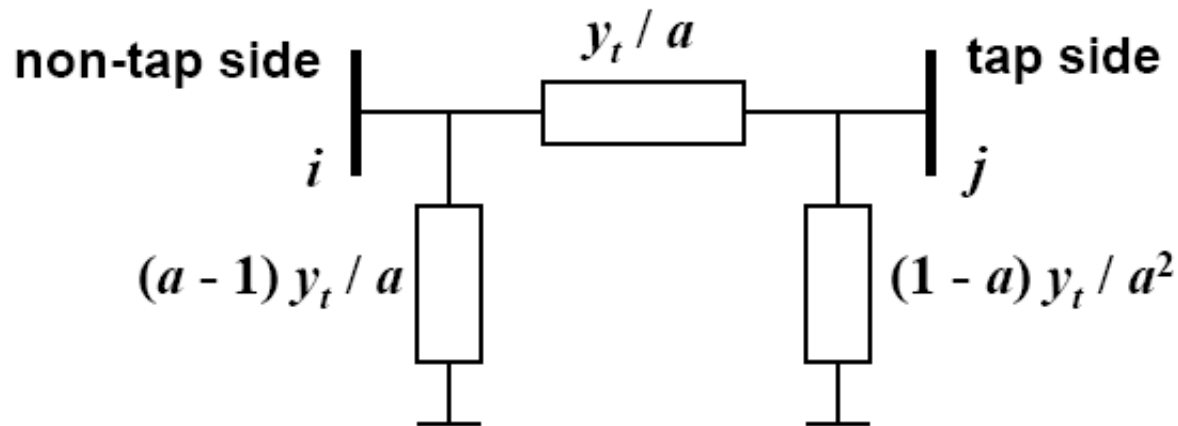 y_t / a
non-tap side
tap side
i
j
(a - 1) y_t / a
(1 - a) y_t / a²